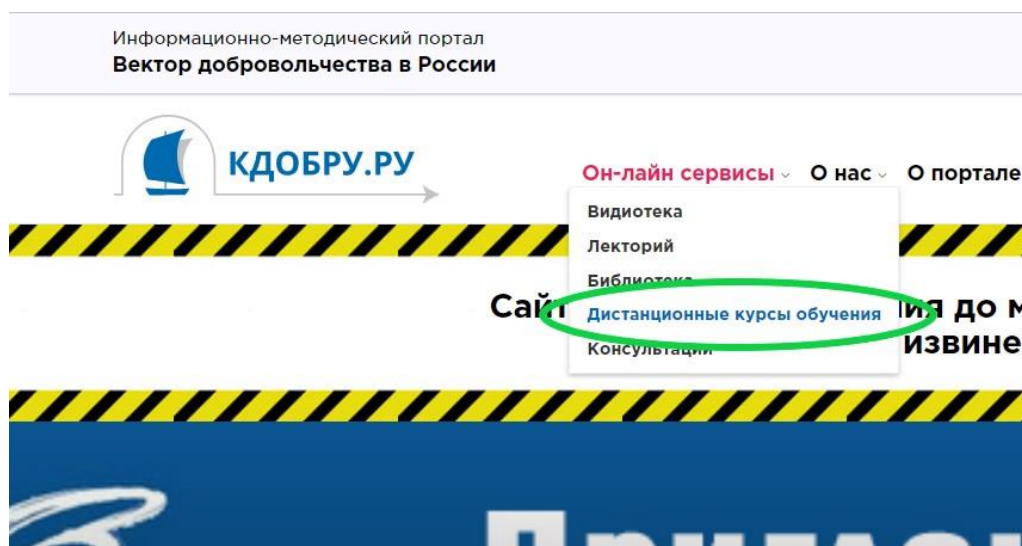 Информационно-методический портал
Вектор добровольчества в России
КДОБРУ.РУ
Он-лайн сервисы О нас О портале
Видиотека
Лекторий
Библиотека
Дистанционные курсы обучения
Консультации
Сайт до
извине